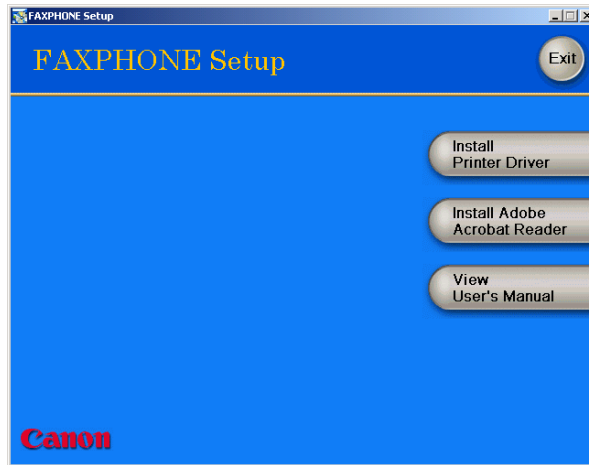 FAXPHONE Setup
FAXPHONE Setup
Exit
Install
Printer Driver
Install Adobe
Acrobat Reader
View
User's Manual
Canon